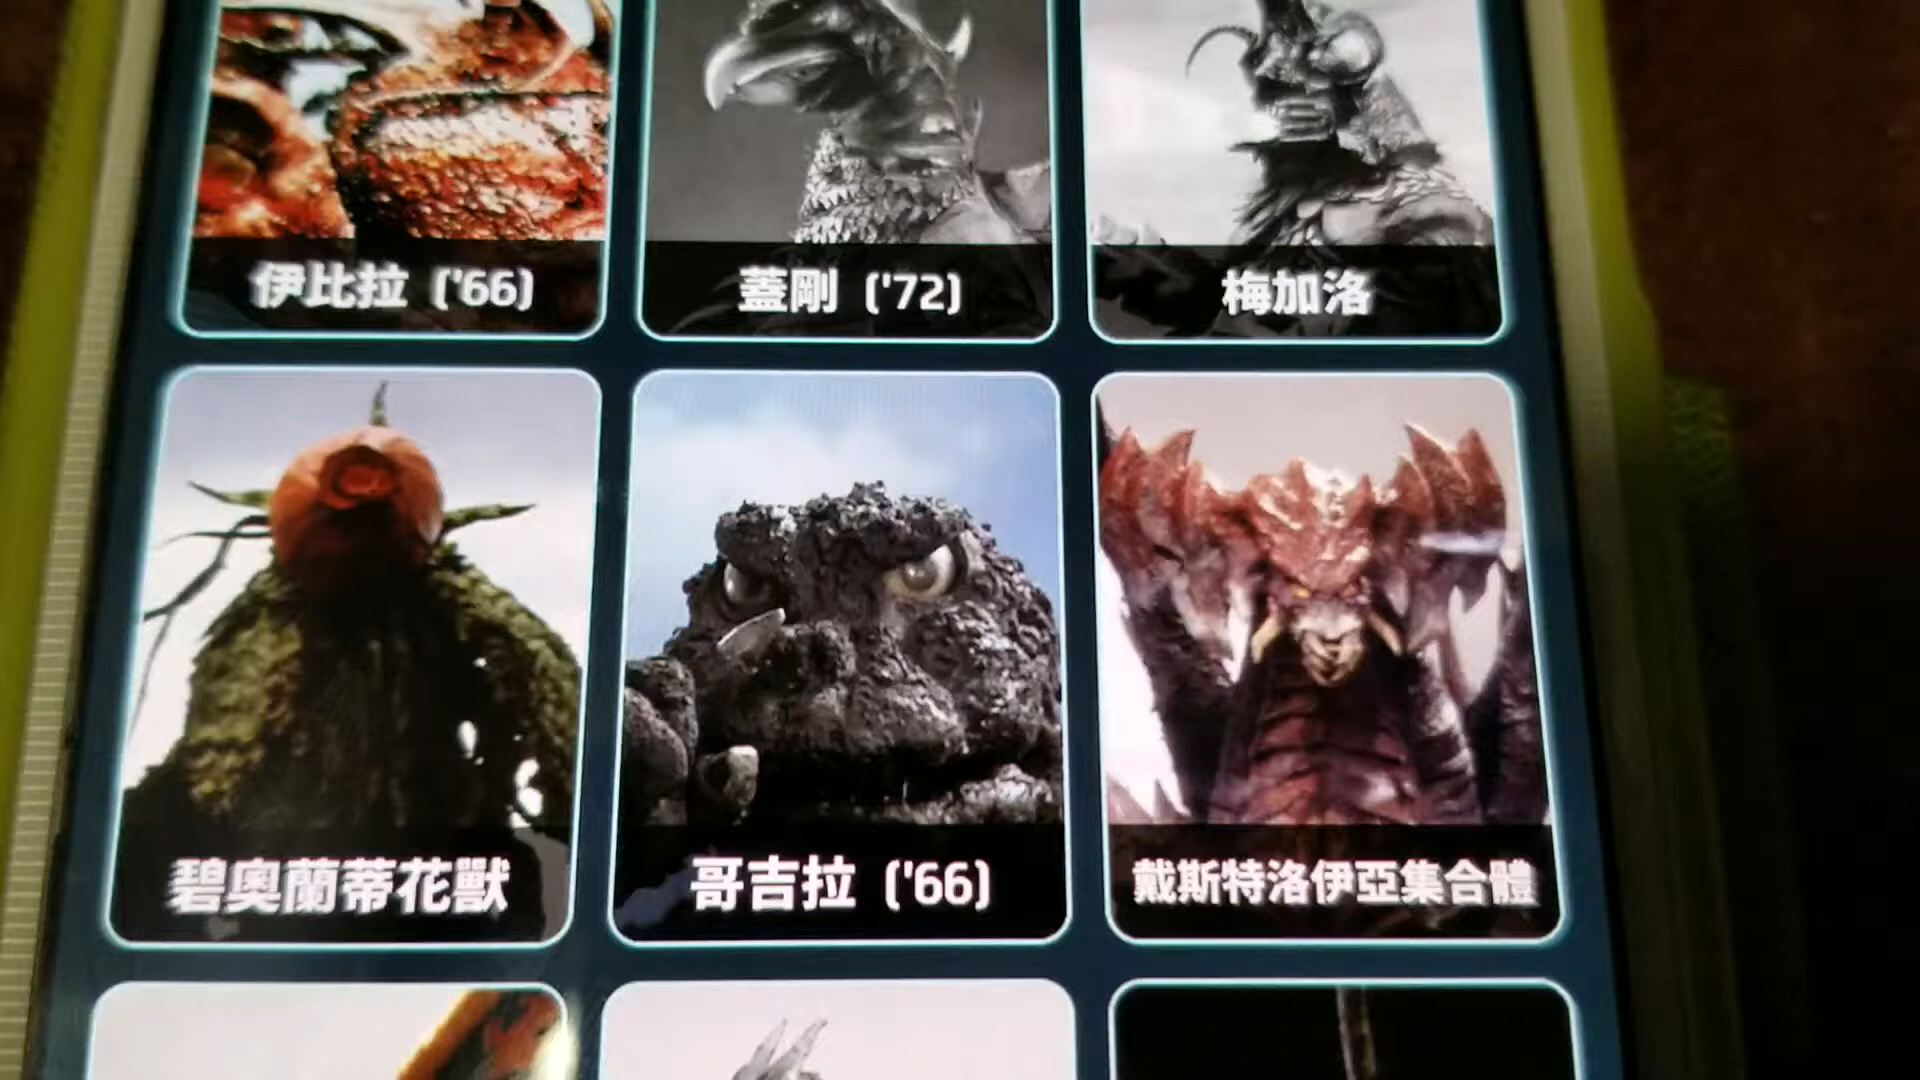 伊比拉 ('66)
蓋剛 ('72)
梅加洛
碧奧蘭蒂花獸
哥吉拉 ('66)
戴斯特洛伊亞集合體